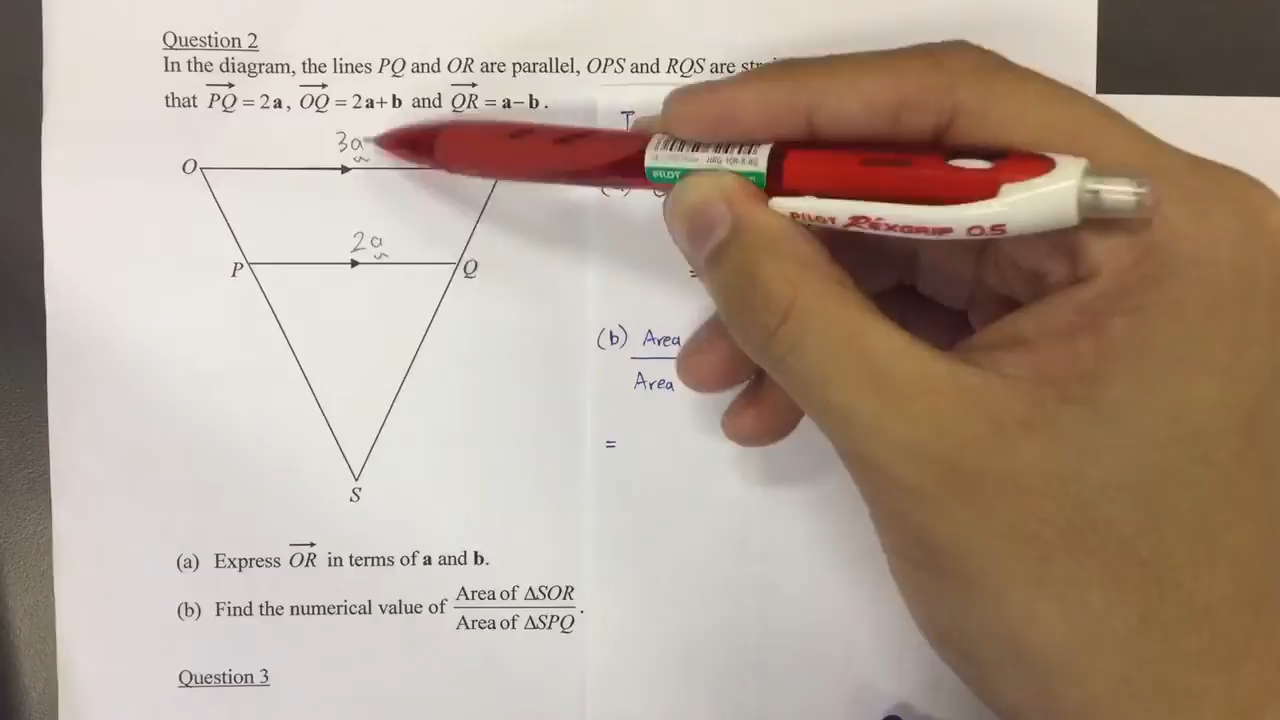 Question 2
In the diagram, the lines PQ and OR are parallel, OPS and RQS are
that PQ = 2a, OQ = 2a+b and QR = a−b.
T
3a
O
PILOT
PILOT RéXGRIP 0.5
2a
P
Q
=
(b) Area
Area
=
S
(a) Express OR in terms of a and b.
(b) Find the numerical value of Area of ΔSOR
Area of ΔSPQ.
Question 3